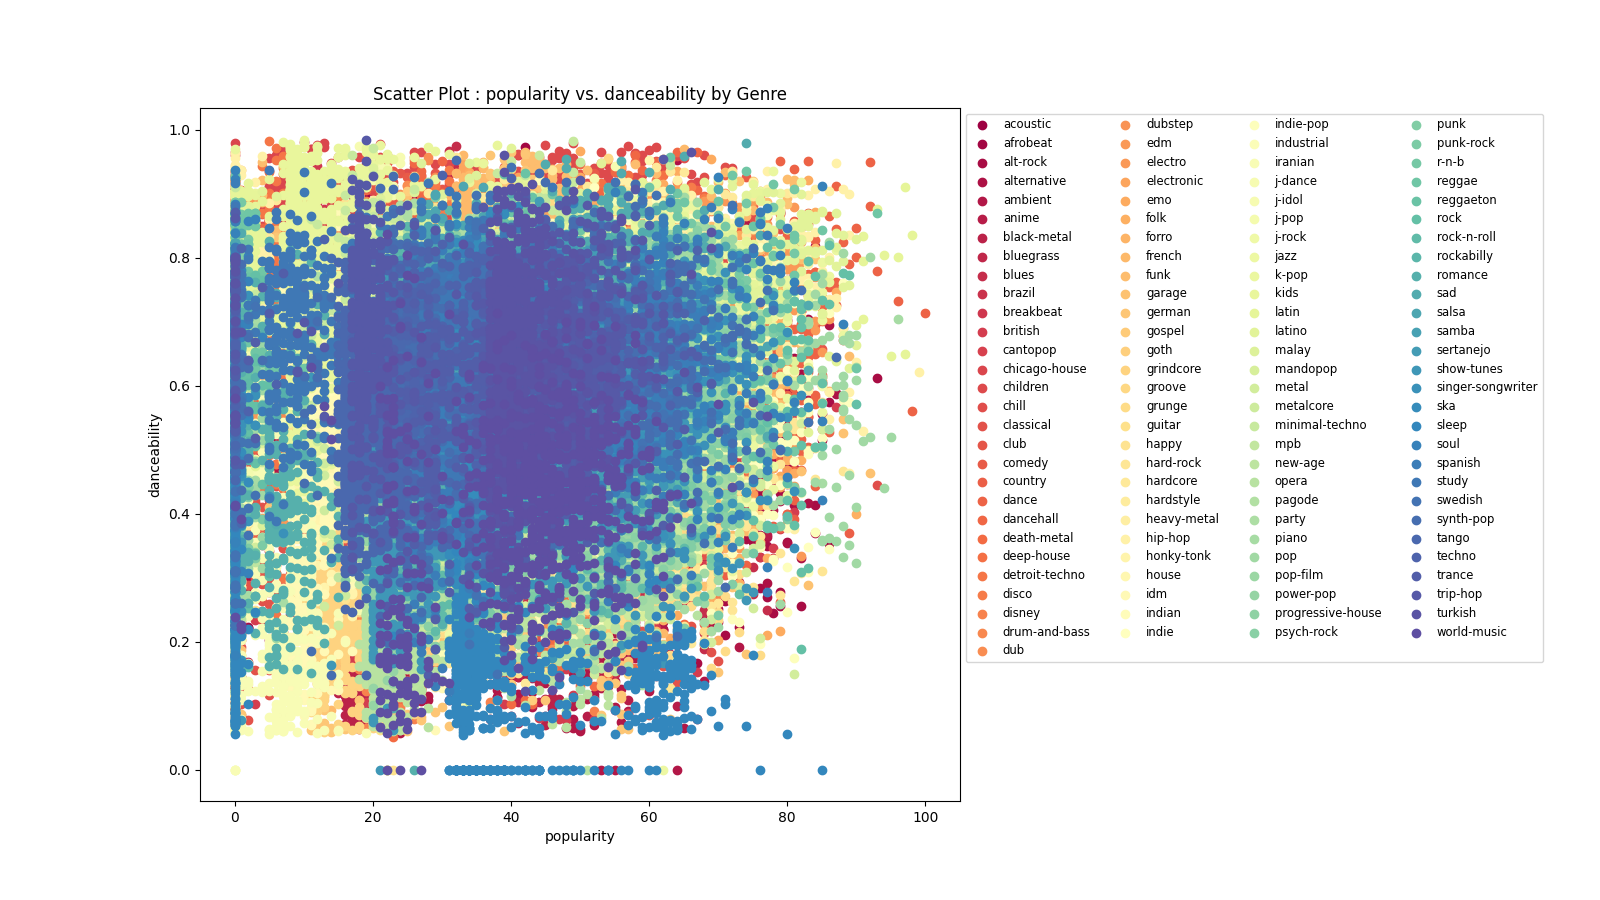 Scatter Plot : popularity vs. danceability by Genre
1.0
0.8
0.6
0.4
0.2
0.0
danceability
0 20 40 60 80 100
popularity
acoustic
afrobeat
alt-rock
alternative
ambient
anime
black-metal
bluegrass
blues
brazil
breakbeat
british
cantopop
chicago-house
children
chill
classical
club
comedy
country
dance
dancehall
death-metal
deep-house
detroit-techno
disco
disney
drum-and-bass
dub
dubstep
edm
electro
electronic
emo
folk
forro
french
funk
garage
german
gospel
goth
grindcore
groove
grunge
guitar
happy
hard-rock
hardcore
hardstyle
heavy-metal
hip-hop
honky-tonk
house
idm
indian
indie
indie-pop
industrial
iranian
j-dance
j-idol
j-pop
j-rock
jazz
k-pop
kids
latin
latino
malay
mandopop
metal
metalcore
minimal-techno
mpb
new-age
opera
pagode
party
piano
pop
pop-film
power-pop
progressive-house
psych-rock
punk
punk-rock
r-n-b
reggae
reggaeton
rock
rock-n-roll
rockabilly
romance
sad
salsa
samba
sertanejo
show-tunes
singer-songwriter
ska
sleep
soul
spanish
study
swedish
synth-pop
tango
techno
trance
trip-hop
turkish
world-music